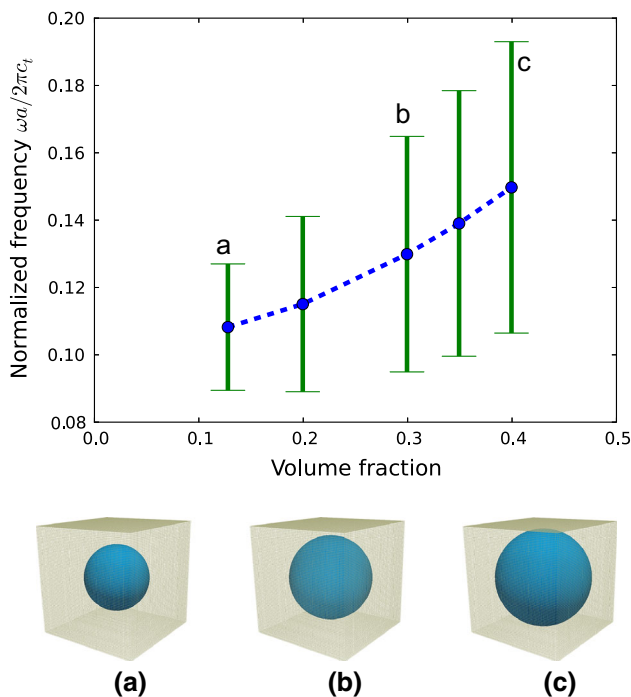 0.20
0.18
0.16
0.14
0.12
0.10
0.08
Normalized frequency ωa/2πcₜ
a
b
c
0.0 0.1 0.2 0.3 0.4 0.5
Volume fraction
(a) (b) (c)